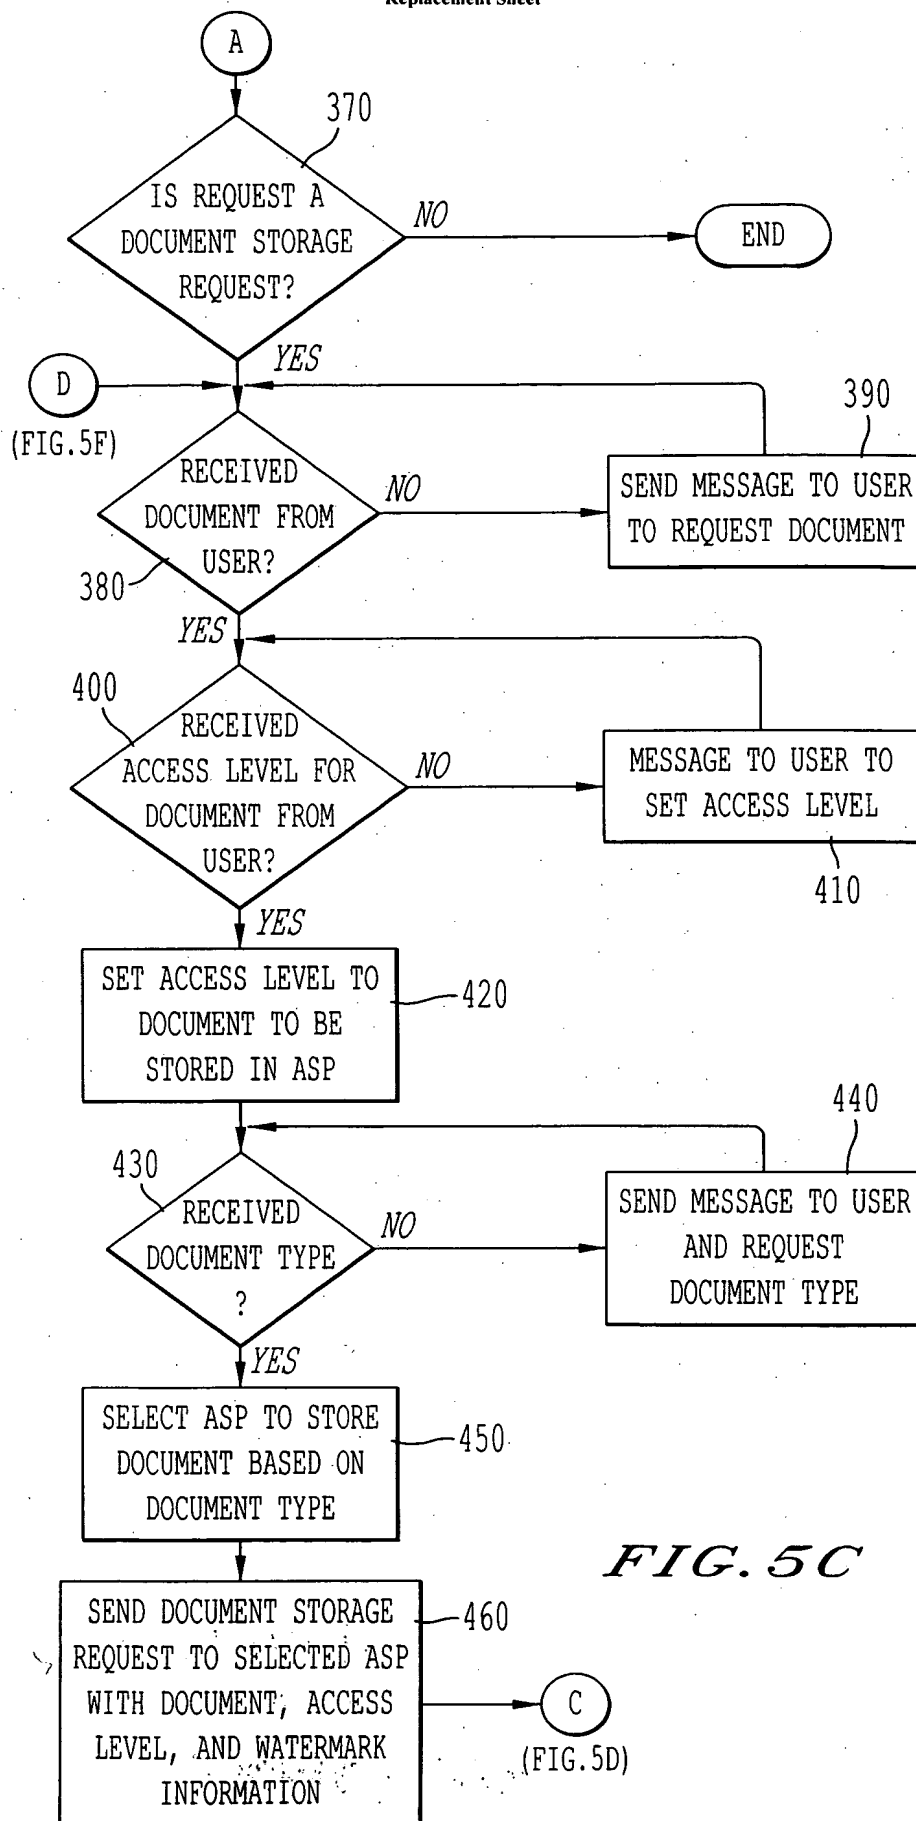 Replacement Sheet
A
370
IS REQUEST A
DOCUMENT STORAGE
REQUEST?
NO
END
YES
D
(FIG.5F)
390
RECEIVED
DOCUMENT FROM
USER?
NO
SEND MESSAGE TO USER
TO REQUEST DOCUMENT
380
YES
400
RECEIVED
ACCESS LEVEL FOR
DOCUMENT FROM
USER?
NO
MESSAGE TO USER TO
SET ACCESS LEVEL
410
YES
SET ACCESS LEVEL TO
DOCUMENT TO BE
STORED IN ASP
420
440
430
RECEIVED
DOCUMENT TYPE
?
NO
SEND MESSAGE TO USER
AND REQUEST
DOCUMENT TYPE
YES
SELECT ASP TO STORE
DOCUMENT BASED ON
DOCUMENT TYPE
450
FIG. 5C
SEND DOCUMENT STORAGE
REQUEST TO SELECTED ASP
WITH DOCUMENT, ACCESS
LEVEL, AND WATERMARK
INFORMATION
460
C
(FIG.5D)